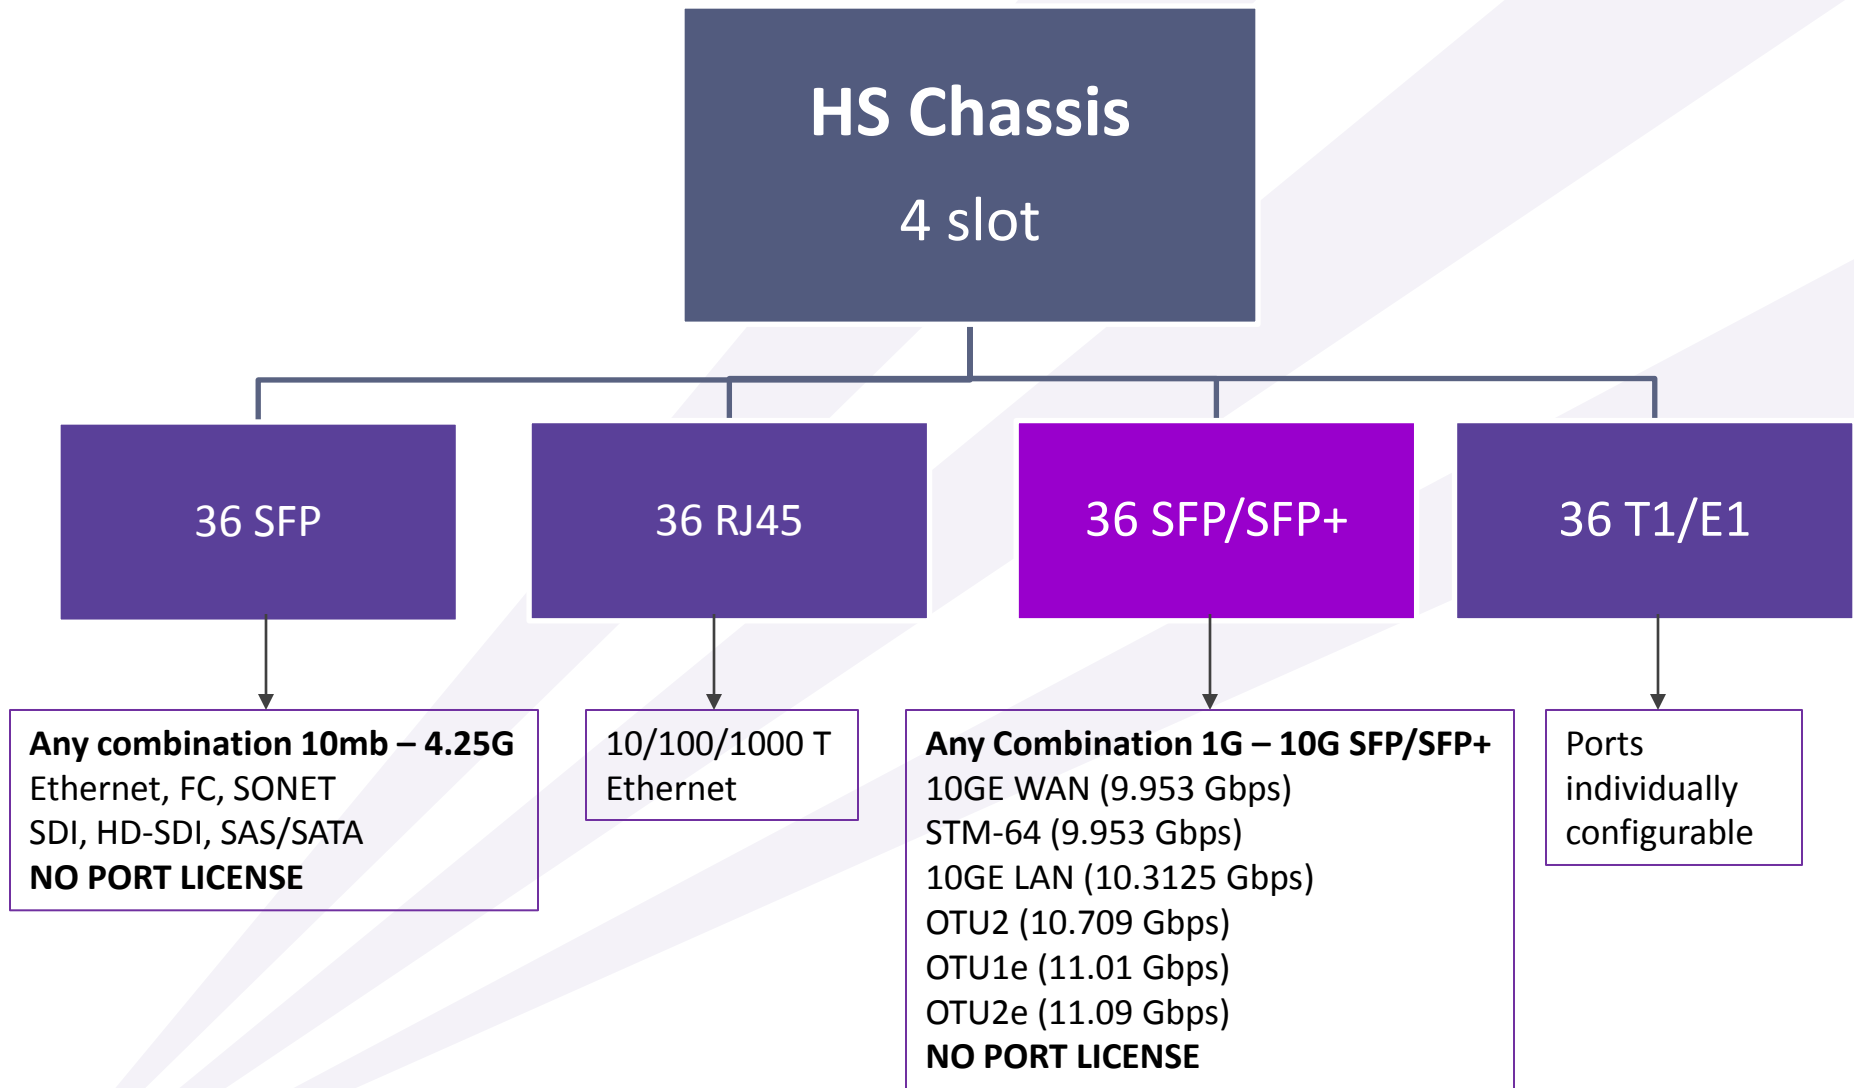 HS Chassis
4 slot
36 SFP
36 RJ45
36 SFP/SFP+
36 T1/E1
Any combination 10mb – 4.25G
Ethernet, FC, SONET
SDI, HD-SDI, SAS/SATA
NO PORT LICENSE
10/100/1000 T
Ethernet
Any Combination 1G – 10G SFP/SFP+
10GE WAN (9.953 Gbps)
STM-64 (9.953 Gbps)
10GE LAN (10.3125 Gbps)
OTU2 (10.709 Gbps)
OTU1e (11.01 Gbps)
OTU2e (11.09 Gbps)
NO PORT LICENSE
Ports
individually
configurable